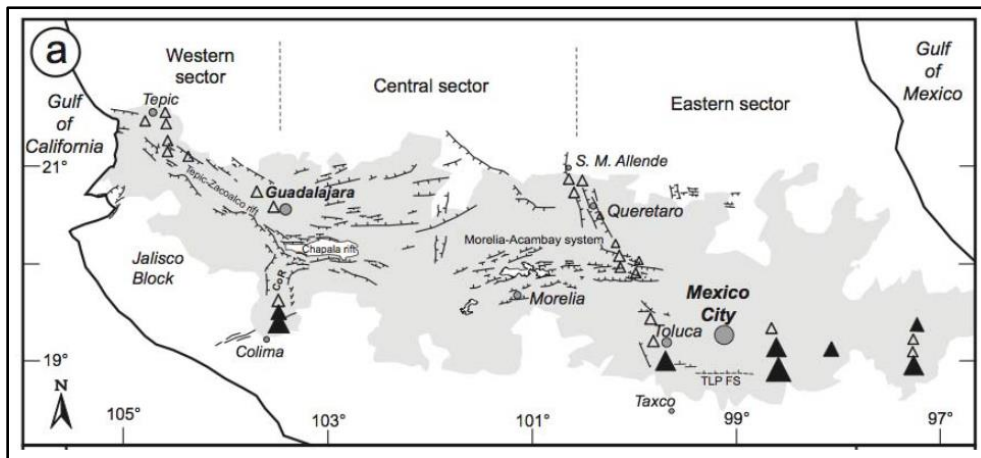 a
Western
sector
Central sector
Eastern sector
Gulf
of
Mexico
Gulf
of
California
Tepic
21°
S. M. Allende
Tepic-Zacoalco rift
Guadalajara
Queretaro
Chapala rift
Morelia-Acambay system
Jalisco
Block
CoR
Morelia
Mexico
City
Toluca
Colima
19°
TLP FS
N
Taxco
105°
103°
101°
99°
97°